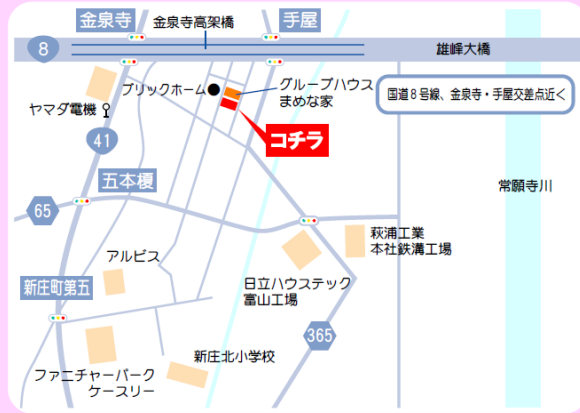 金泉寺
金泉寺高架橋
手屋
8
雄峰大橋
ブリックホーム
グループハウス
まめな家
国道8号線、金泉寺・手屋交差点近く
ヤマダ電機
コチラ
41
五本榎
常願寺川
65
萩浦工業
本社鉄溝工場
アルビス
日立ハウステック
富山工場
新庄町第五
365
新庄北小学校
ファニチャーパーク
ケースリー